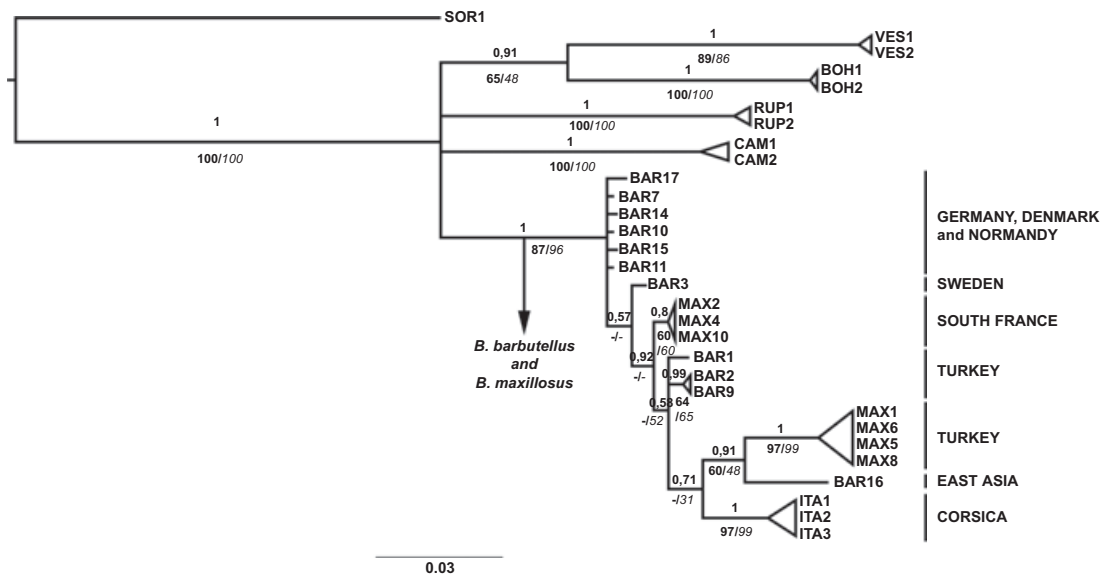 SOR1
1
VES1
0,91
VES2
89/86
65/48
1
BOH1
BOH2
100/100
1
RUP1
RUP2
1
100/100
1
CAM1
CAM2
100/100
100/100
BAR17
BAR7
BAR14
BAR10
BAR15
BAR11
1
87/96
GERMANY, DENMARK
and NORMANDY
BAR3
SWEDEN
0,57
-/-
0,8
MAX2
MAX4
MAX10
60
/60
SOUTH FRANCE
B. barbutellus
and
B. maxillosus
0,92
-/-
BAR1
0,99
BAR2
BAR9
TURKEY
0,58
64
/65
-/52
1
MAX1
MAX6
MAX5
MAX8
97/99
TURKEY
0,91
60/48
0,71
-/31
BAR16
EAST ASIA
1
ITA1
ITA2
ITA3
97/99
CORSICA
0.03